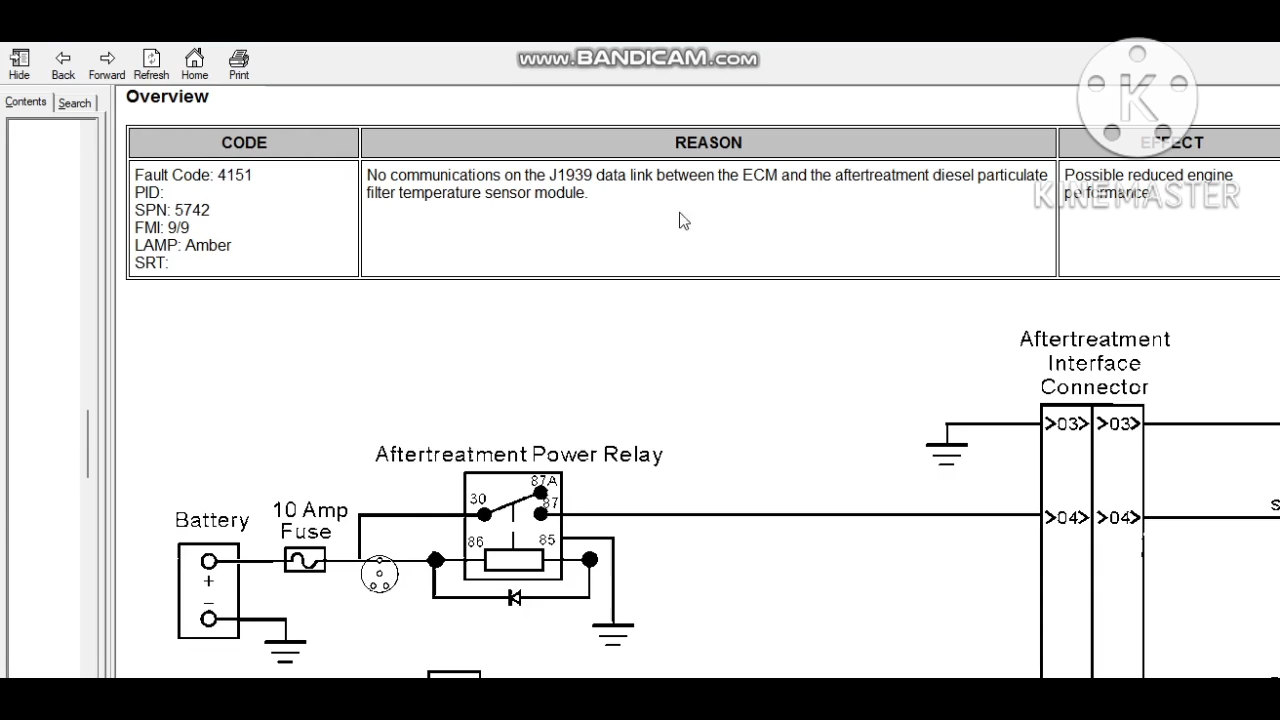 www.BANDICAM.com
Hide Back Forward Refresh Home Print
Contents Search
Overview
CODE REASON EFFECT
Fault Code: 4151
PID:
SPN: 5742
FMI: 9/9
LAMP: Amber
SRT:
No communications on the J1939 data link between the ECM and the aftertreatment diesel particulate
filter temperature sensor module.
Possible reduced engine
performance.
K
KINEMASTER
Aftertreatment
Interface
Connector
>03> >03>
>04> >04>
S
Aftertreatment Power Relay
87A
30
87
86
85
10 Amp
Fuse
Battery
+
–